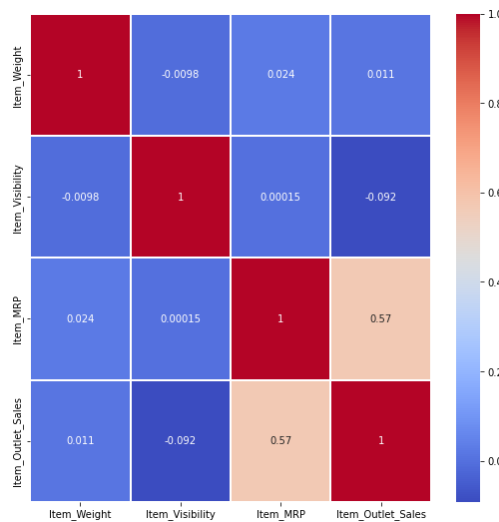 Item_Weight 1 -0.0098 0.024 0.011
Item_Visibility -0.0098 1 0.00015 -0.092
Item_MRP 0.024 0.00015 1 0.57
Item_Outlet_Sales 0.011 -0.092 0.57 1
Item_Weight Item_Visibility Item_MRP Item_Outlet_Sales
1.0
0.8
0.6
0.4
0.2
0.0